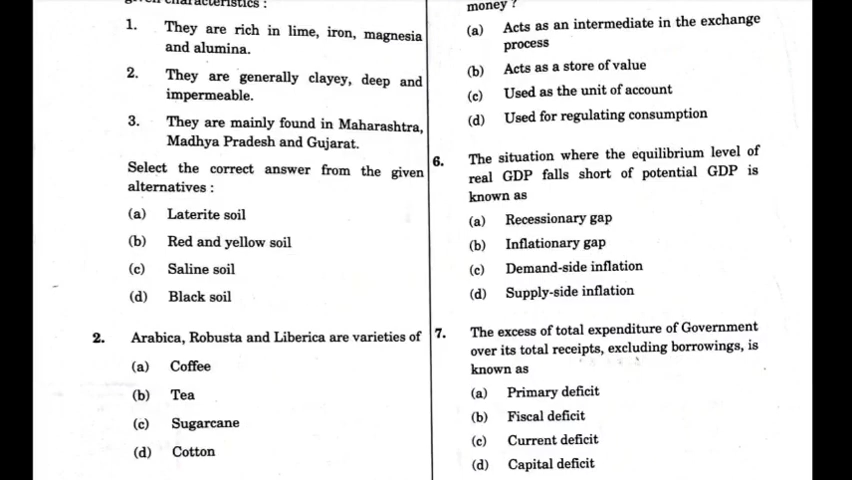 given characteristics :
1. They are rich in lime, iron, magnesia
and alumina.
2. They are generally clayey, deep and
impermeable.
3. They are mainly found in Maharashtra,
Madhya Pradesh and Gujarat.
Select the correct answer from the given
alternatives :
(a) Laterite soil
(b) Red and yellow soil
(c) Saline soil
(d) Black soil
2. Arabica, Robusta and Liberica are varieties of
(a) Coffee
(b) Tea
(c) Sugarcane
(d) Cotton
money ?
(a) Acts as an intermediate in the exchange
process
(b) Acts as a store of value
(c) Used as the unit of account
(d) Used for regulating consumption
6. The situation where the equilibrium level of
real GDP falls short of potential GDP is
known as
(a) Recessionary gap
(b) Inflationary gap
(c) Demand-side inflation
(d) Supply-side inflation
7. The excess of total expenditure of Government
over its total receipts, excluding borrowings, is
known as
(a) Primary deficit
(b) Fiscal deficit
(c) Current deficit
(d) Capital deficit